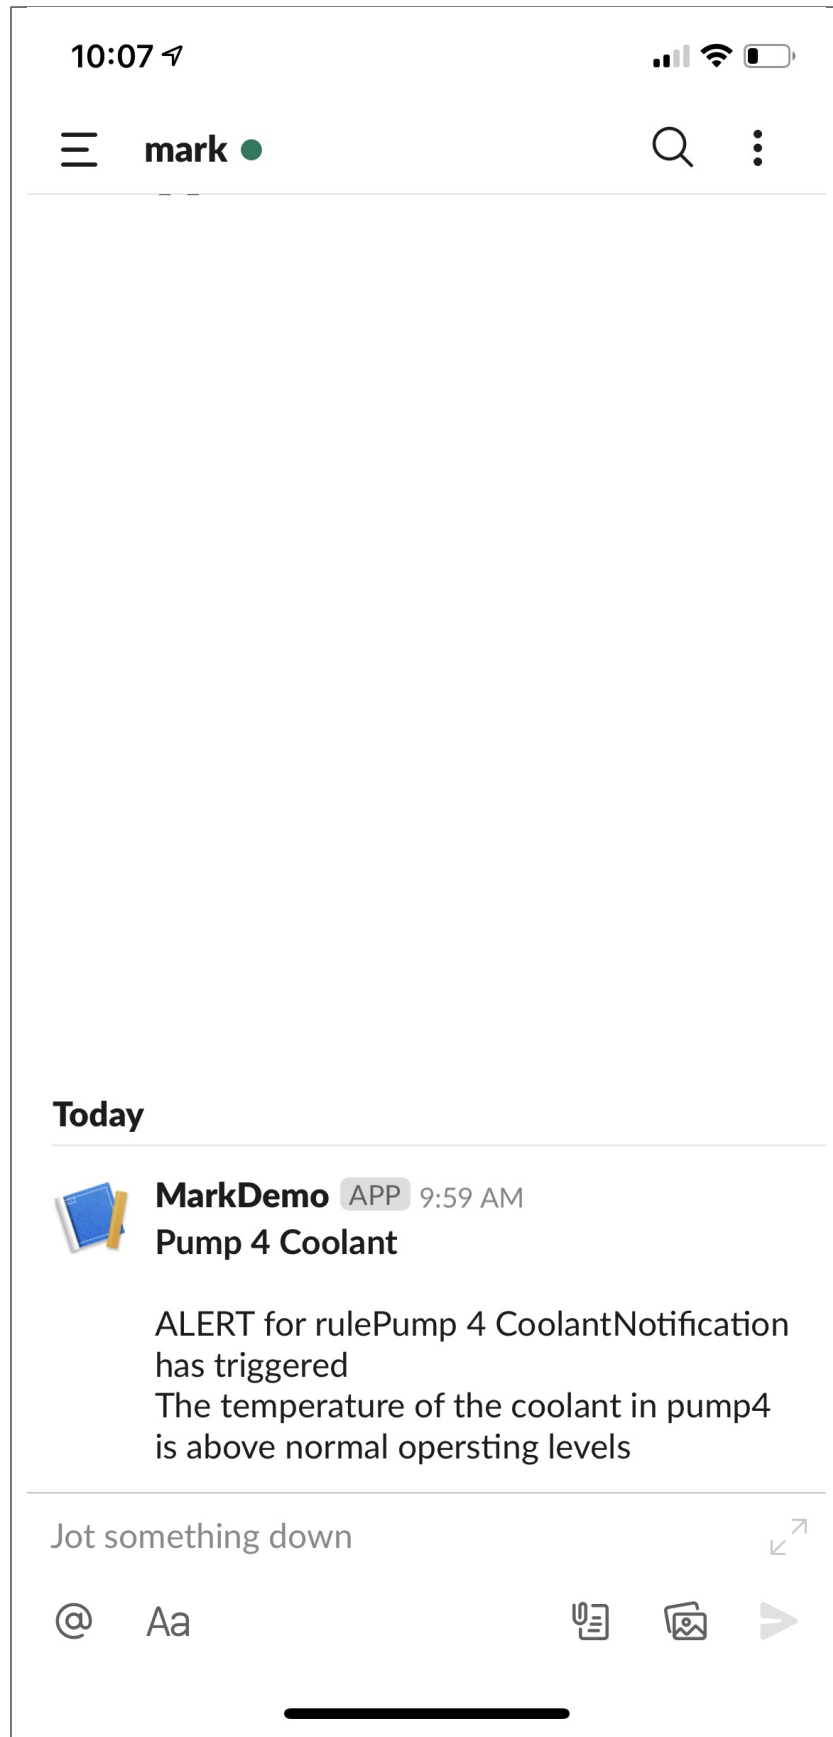 10:07
mark
Today
MarkDemo APP 9:59 AM
Pump 4 Coolant
ALERT for rulePump 4 CoolantNotification
has triggered
The temperature of the coolant in pump4
is above normal opersting levels
Jot something down
@ Aa